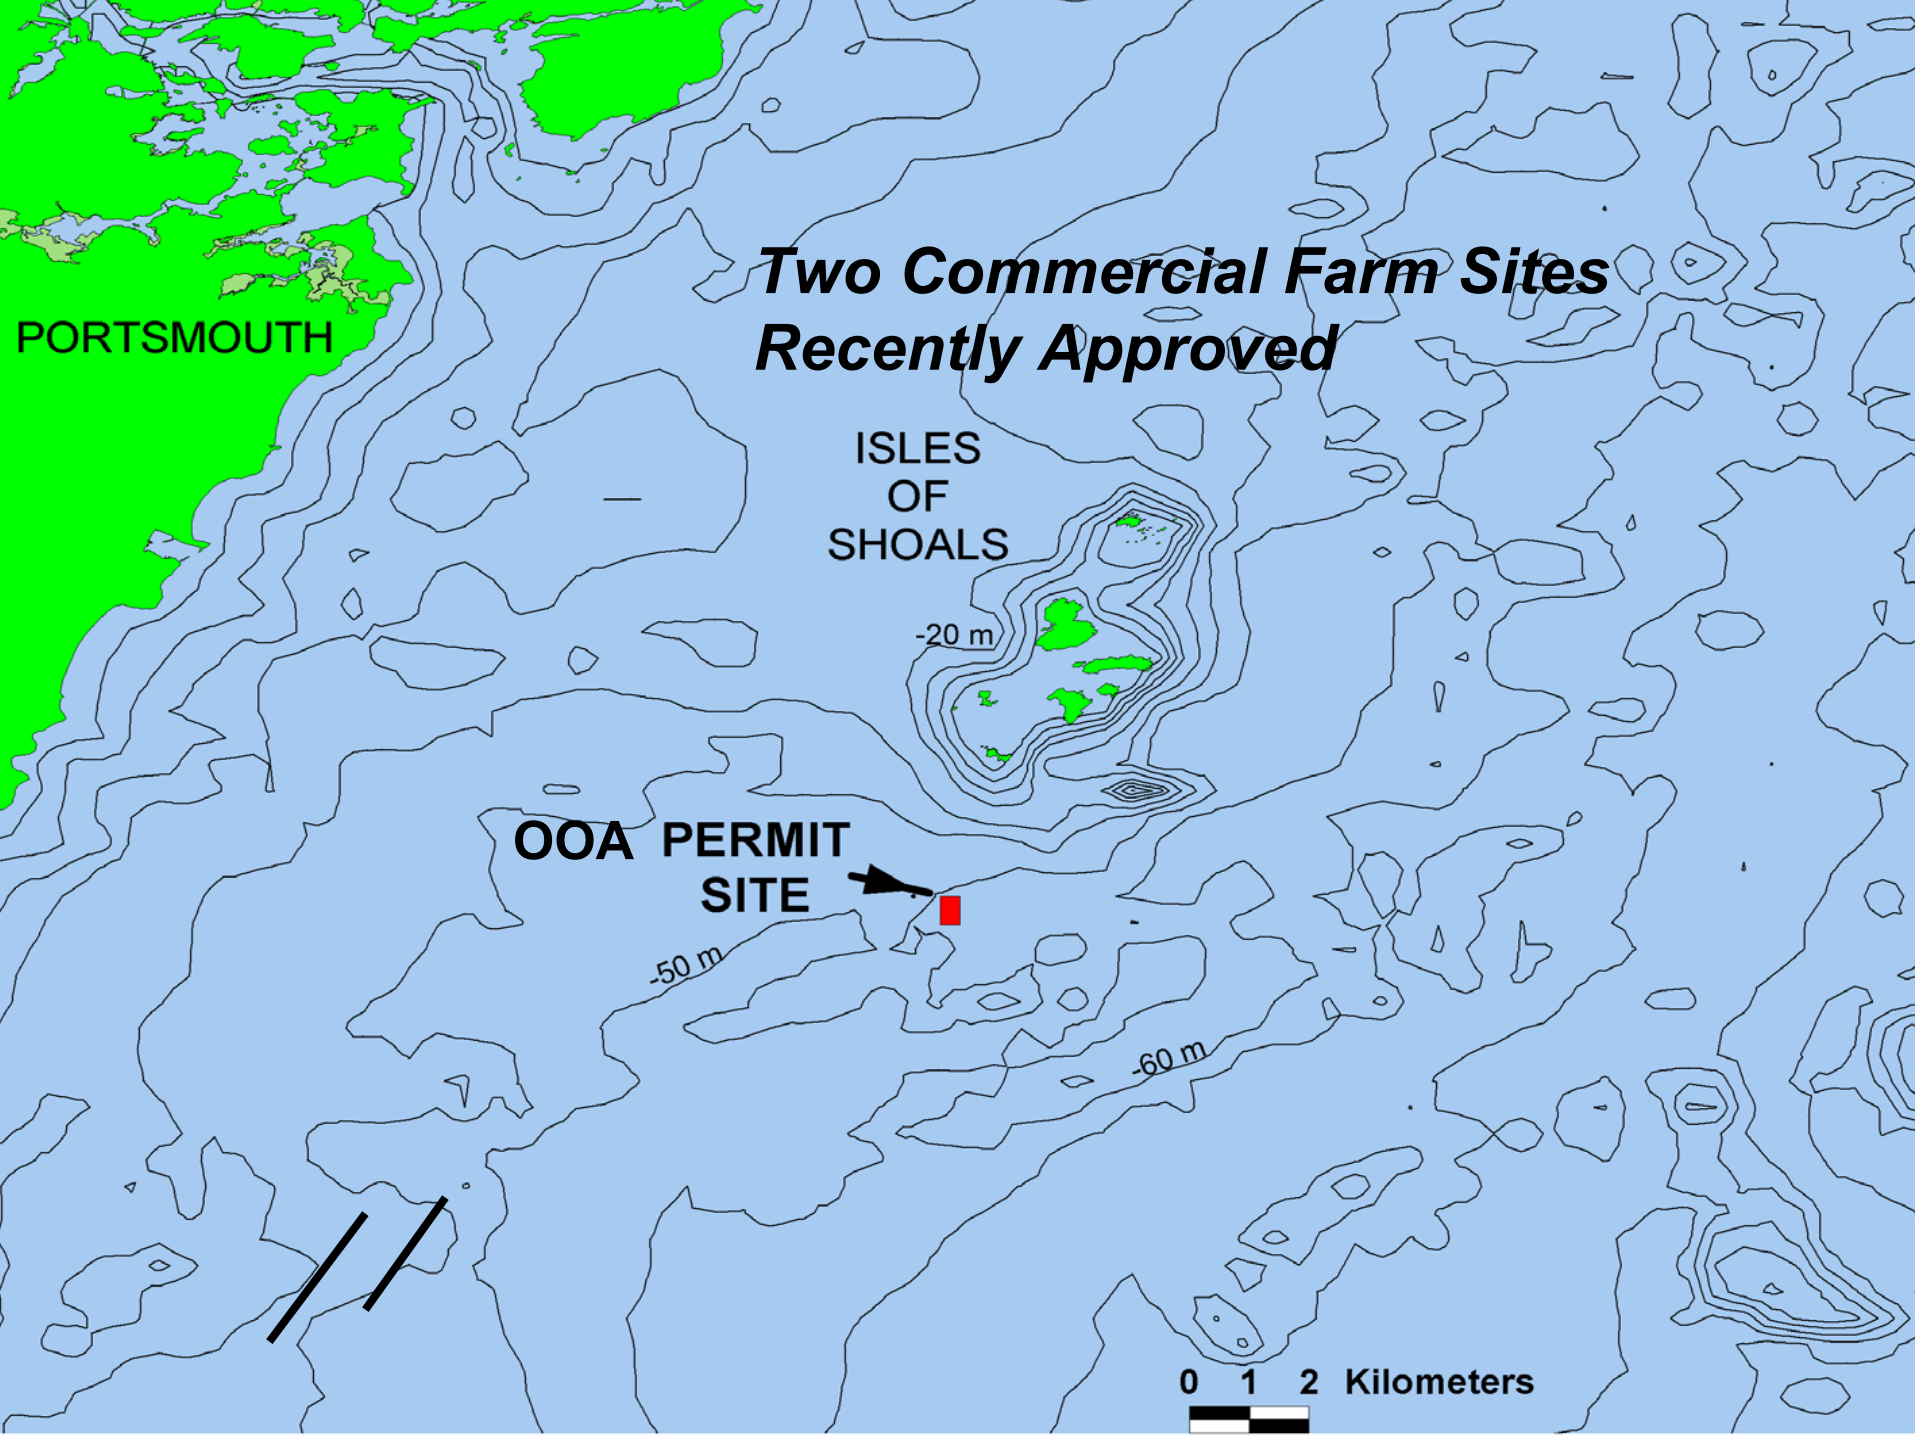 Two Commercial Farm Sites
Recently Approved
PORTSMOUTH
ISLES
OF
SHOALS
-20 m
OOA PERMIT
SITE
-50 m
-60 m
0 1 2 Kilometers